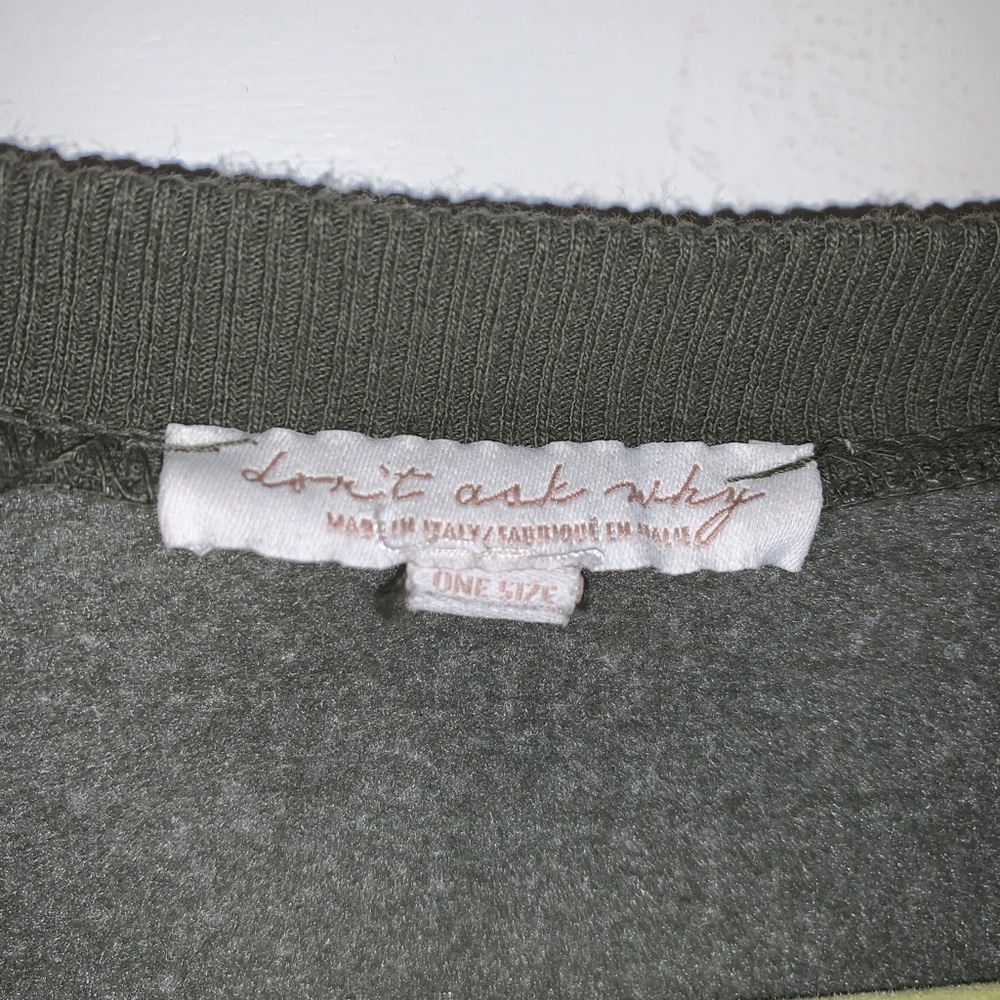 don't ask why
MADE IN ITALY / FABRIQUÉ EN ITALIE
ONE SIZE